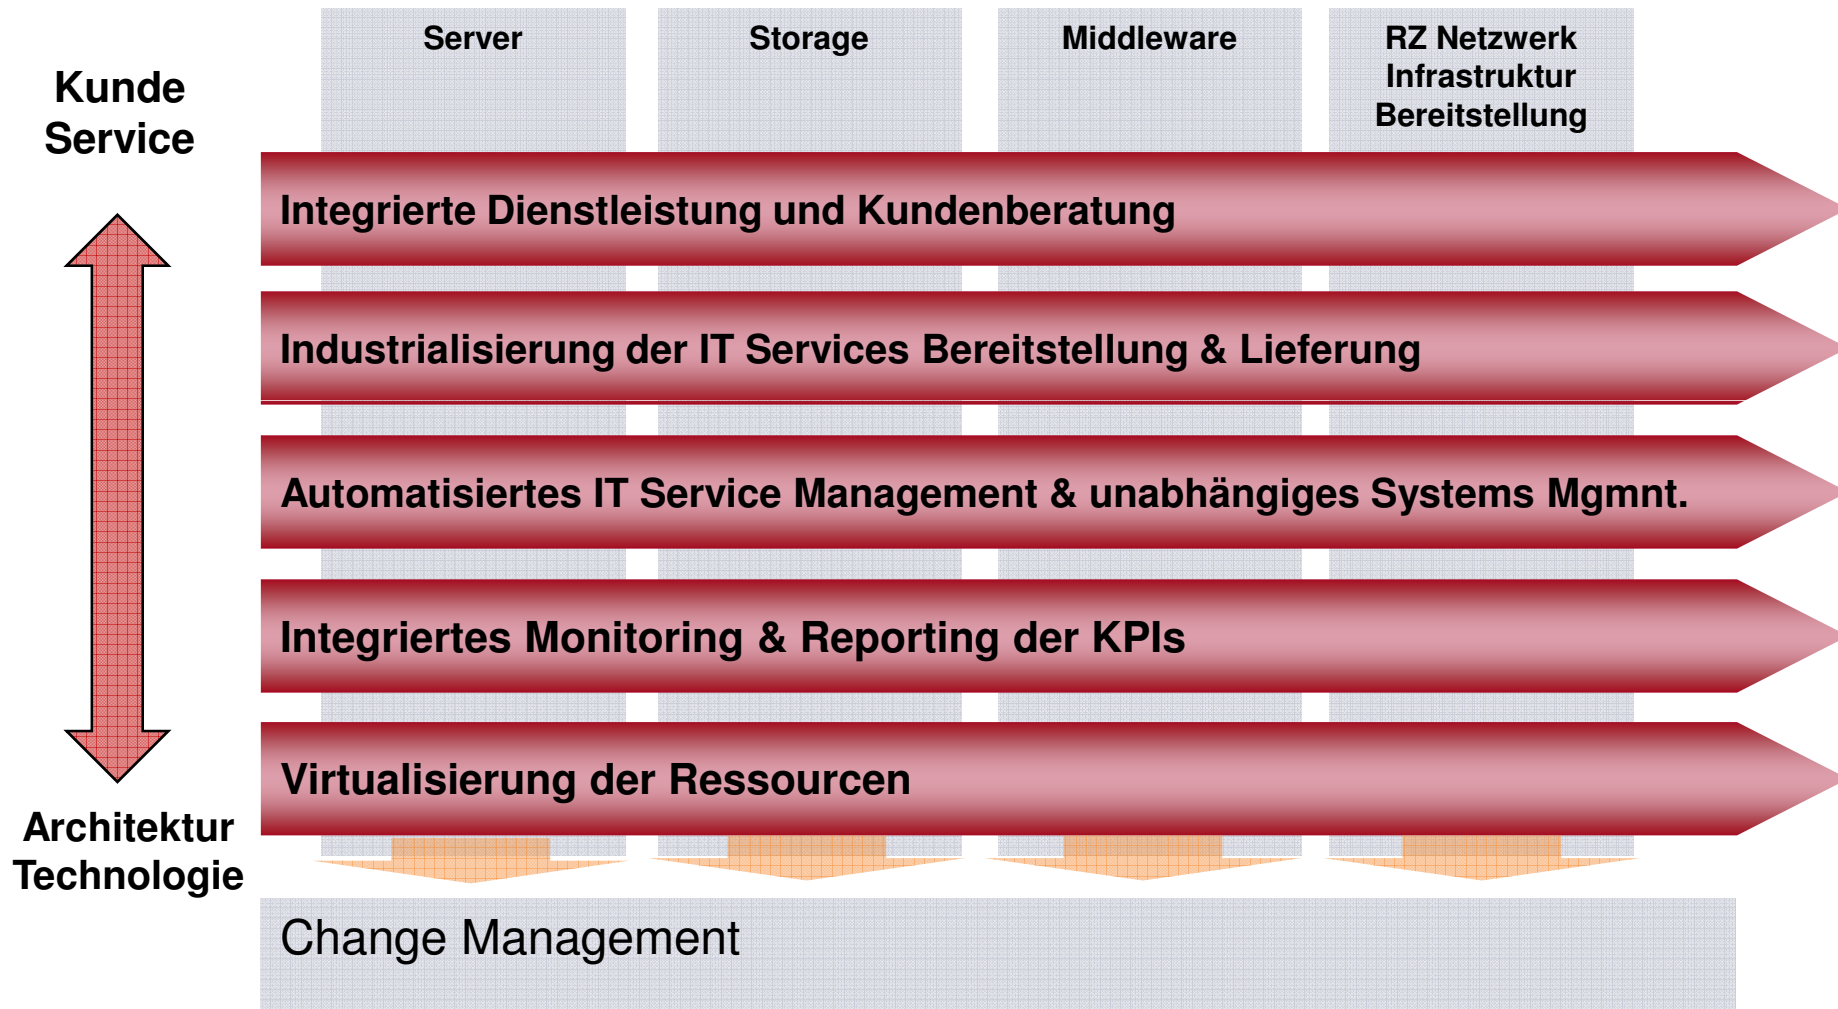 Server
Storage
Middleware
RZ Netzwerk
Infrastruktur
Bereitstellung
Kunde
Service
Integrierte Dienstleistung und Kundenberatung
Industrialisierung der IT Services Bereitstellung & Lieferung
Automatisiertes IT Service Management & unabhängiges Systems Mgmnt.
Integriertes Monitoring & Reporting der KPIs
Virtualisierung der Ressourcen
Architektur
Technologie
Change Management